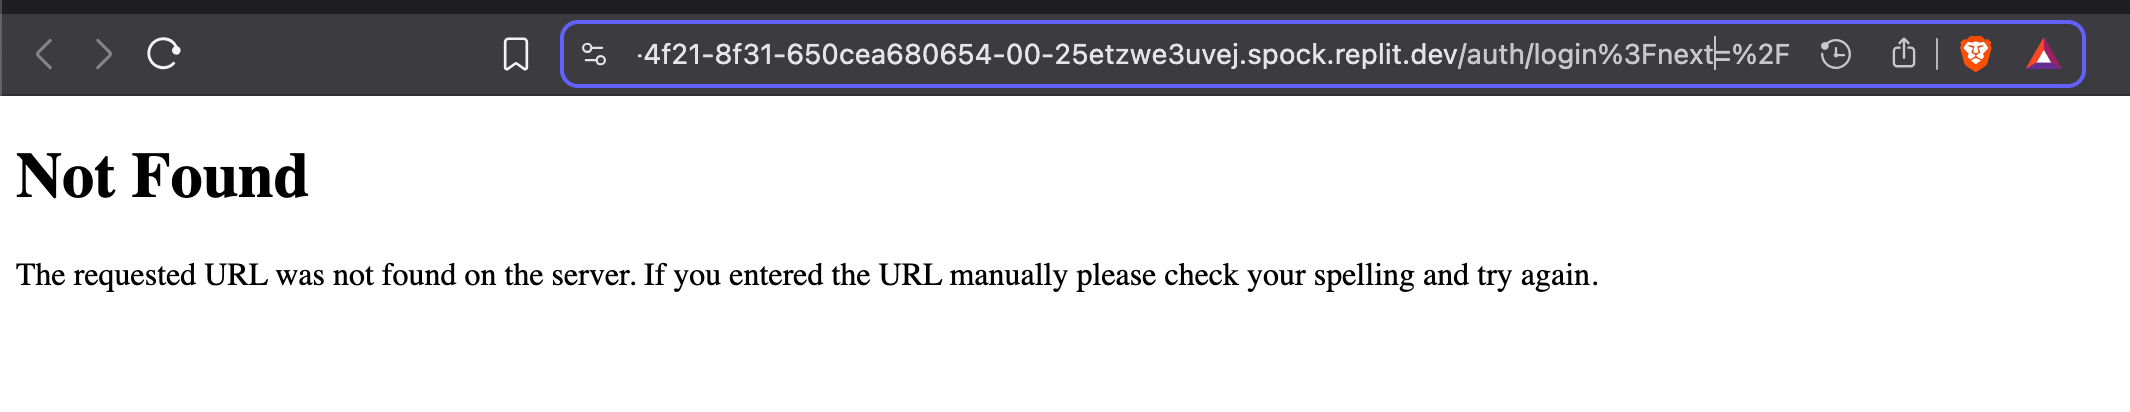 -4f21-8f31-650cea680654-00-25etzwe3uvej.spock.replit.dev/auth/login%3Fnext=%2F
Not Found
The requested URL was not found on the server. If you entered the URL manually please check your spelling and try again.